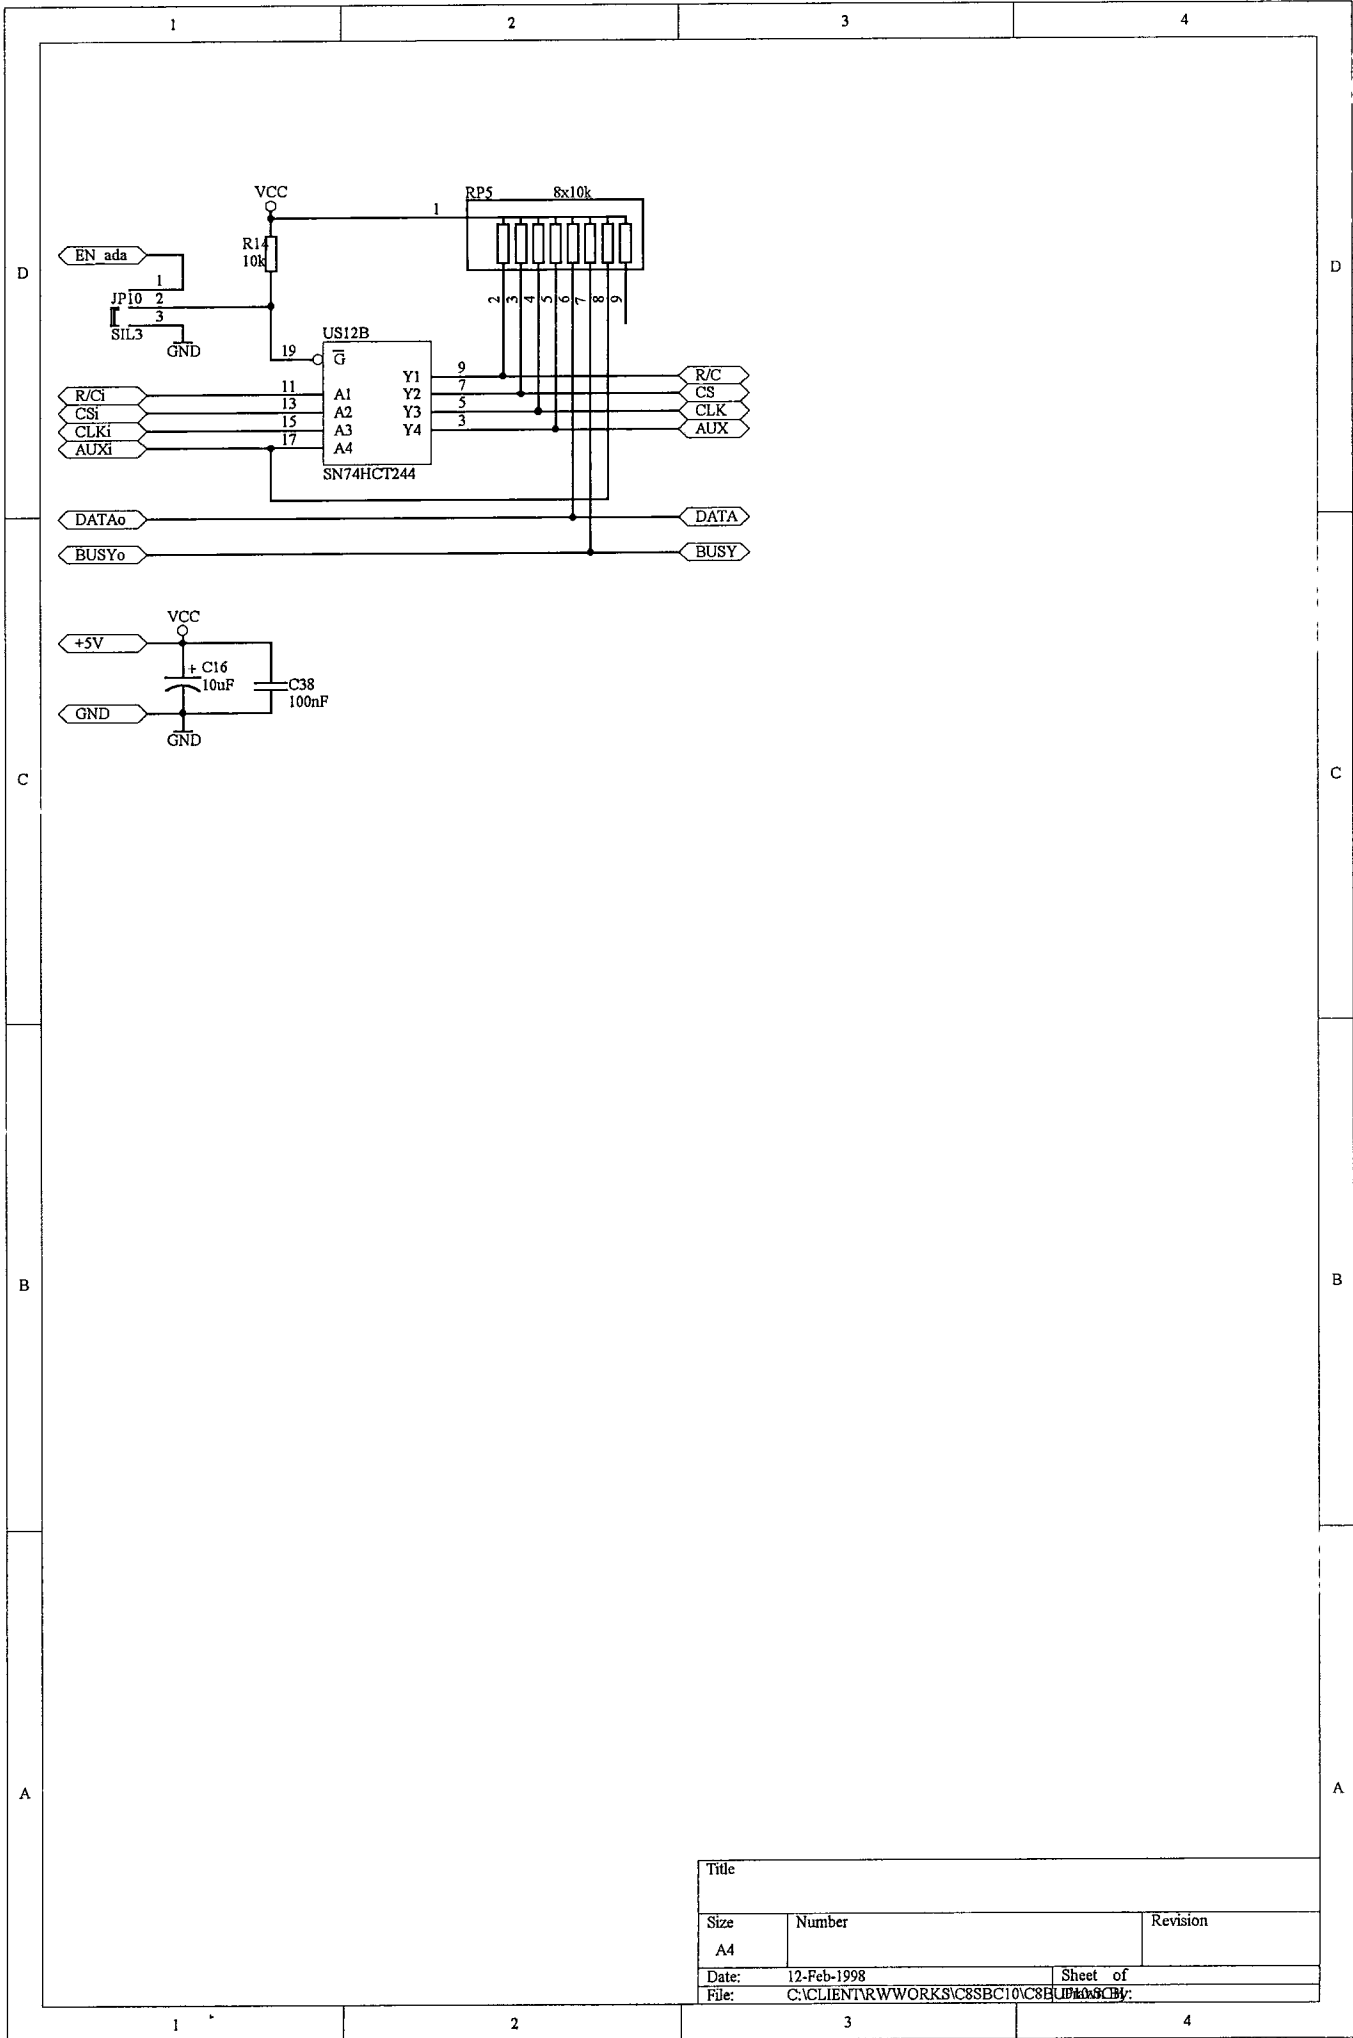 1 2 3 4
VCC
RP5 8x10k
1
R14
10k
EN_ada
D D
1
JP10 2
3
SIL3
GND
2 3 4 5 6 7 8 9
US12B
19 G
Y1 9 R/C
R/Ci 11 A1 Y2 7 CS
CSi 13 A2 Y3 5 CLK
CLKi 15 A3 Y4 3 AUX
AUXi 17 A4
SN74HCT244
DATAo DATA
BUSYo BUSY
VCC
+5V
+ C16
10uF
C38
100nF
GND
GND
C C
B B
A A
Title
Size Number Revision
A4
Date: 12-Feb-1998 Sheet of
File: C:\CLIENT\RWWORKS\C8SBC10\C8BU
1 2 3 4